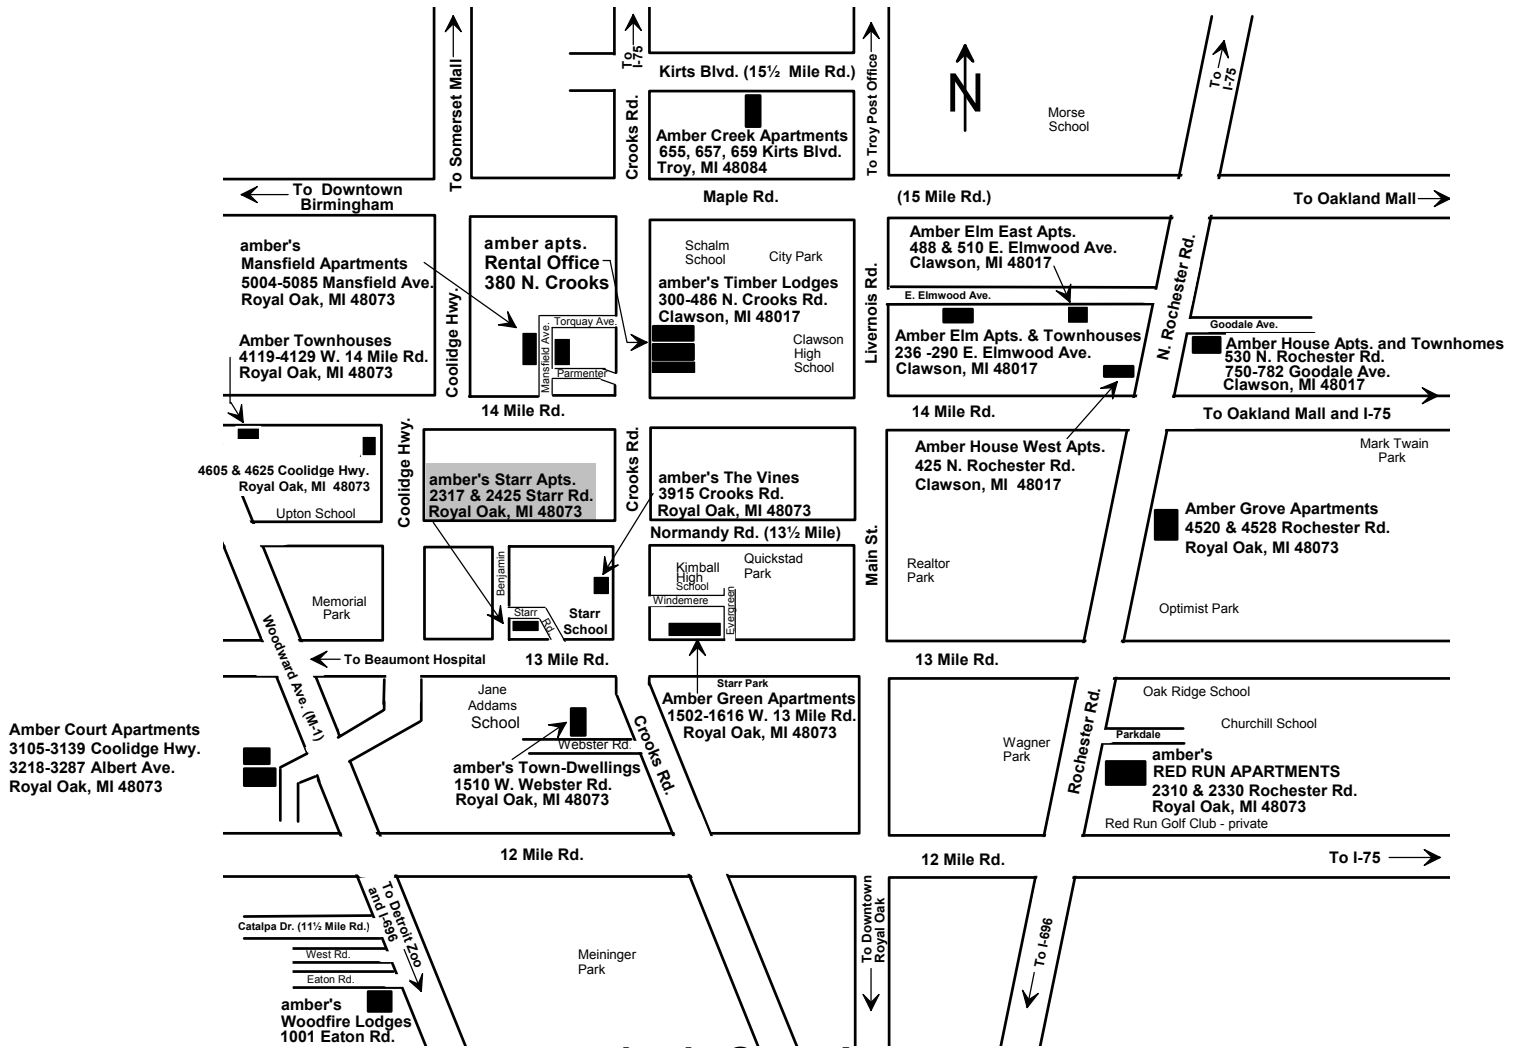 To Somerset Mall
To
I-75
Kirts Blvd. (15½ Mile Rd.)
To Troy Post Office
N
Morse
School
To
I-75
Crooks Rd.
Amber Creek Apartments
655, 657, 659 Kirts Blvd.
Troy, MI 48084
To Downtown
Birmingham
Maple Rd.
(15 Mile Rd.)
To Oakland Mall
amber's
Mansfield Apartments
5004-5085 Mansfield Ave.
Royal Oak, MI 48073
amber apts.
Rental Office
380 N. Crooks
Schalm
School
City Park
amber's Timber Lodges
300-486 N. Crooks Rd.
Clawson, MI 48017
Clawson
High
School
Livernois Rd.
Amber Elm East Apts.
488 & 510 E. Elmwood Ave.
Clawson, MI 48017
E. Elmwood Ave.
N. Rochester Rd.
Amber Elm Apts. & Townhouses
236 -290 E. Elmwood Ave.
Clawson, MI 48017
Goodale Ave.
Amber House Apts. and Townhomes
530 N. Rochester Rd.
750-782 Goodale Ave.
Clawson, MI 48017
Amber Townhouses
4119-4129 W. 14 Mile Rd.
Royal Oak, MI 48073
Coolidge Hwy.
Torquay Ave.
Mansfield Ave.
Parmenter
14 Mile Rd.
14 Mile Rd.
To Oakland Mall and I-75
4605 & 4625 Coolidge Hwy.
Royal Oak, MI 48073
Upton School
Coolidge Hwy.
amber's Starr Apts.
2317 & 2425 Starr Rd.
Royal Oak, MI 48073
Crooks Rd.
amber's The Vines
3915 Crooks Rd.
Royal Oak, MI 48073
Normandy Rd. (13½ Mile)
Main St.
Amber House West Apts.
425 N. Rochester Rd.
Clawson, MI 48017
Mark Twain
Park
Amber Grove Apartments
4520 & 4528 Rochester Rd.
Royal Oak, MI 48073
Memorial
Park
Benjamin
Starr
Rd
Starr
School
Kimball
High
School
Quickstad
Park
Windemere
Evergreen
Realtor
Park
Optimist Park
Woodward Ave. (M-1)
To Beaumont Hospital
13 Mile Rd.
13 Mile Rd.
Jane
Addams
School
Webster Rd.
amber's Town-Dwellings
1510 W. Webster Rd.
Royal Oak, MI 48073
Crooks Rd.
Starr Park
Amber Green Apartments
1502-1616 W. 13 Mile Rd.
Royal Oak, MI 48073
Wagner
Park
Rochester Rd.
Oak Ridge School
Churchill School
Parkdale
amber's
RED RUN APARTMENTS
2310 & 2330 Rochester Rd.
Royal Oak, MI 48073
Red Run Golf Club - private
Amber Court Apartments
3105-3139 Coolidge Hwy.
3218-3287 Albert Ave.
Royal Oak, MI 48073
12 Mile Rd.
12 Mile Rd.
To I-75
To Detroit Zoo
and I-696
Catalpa Dr. (11½ Mile Rd.)
West Rd.
Eaton Rd.
amber's
Woodfire Lodges
1001 Eaton Rd.
Meininger
Park
To Downtown
Royal Oak
To I-696